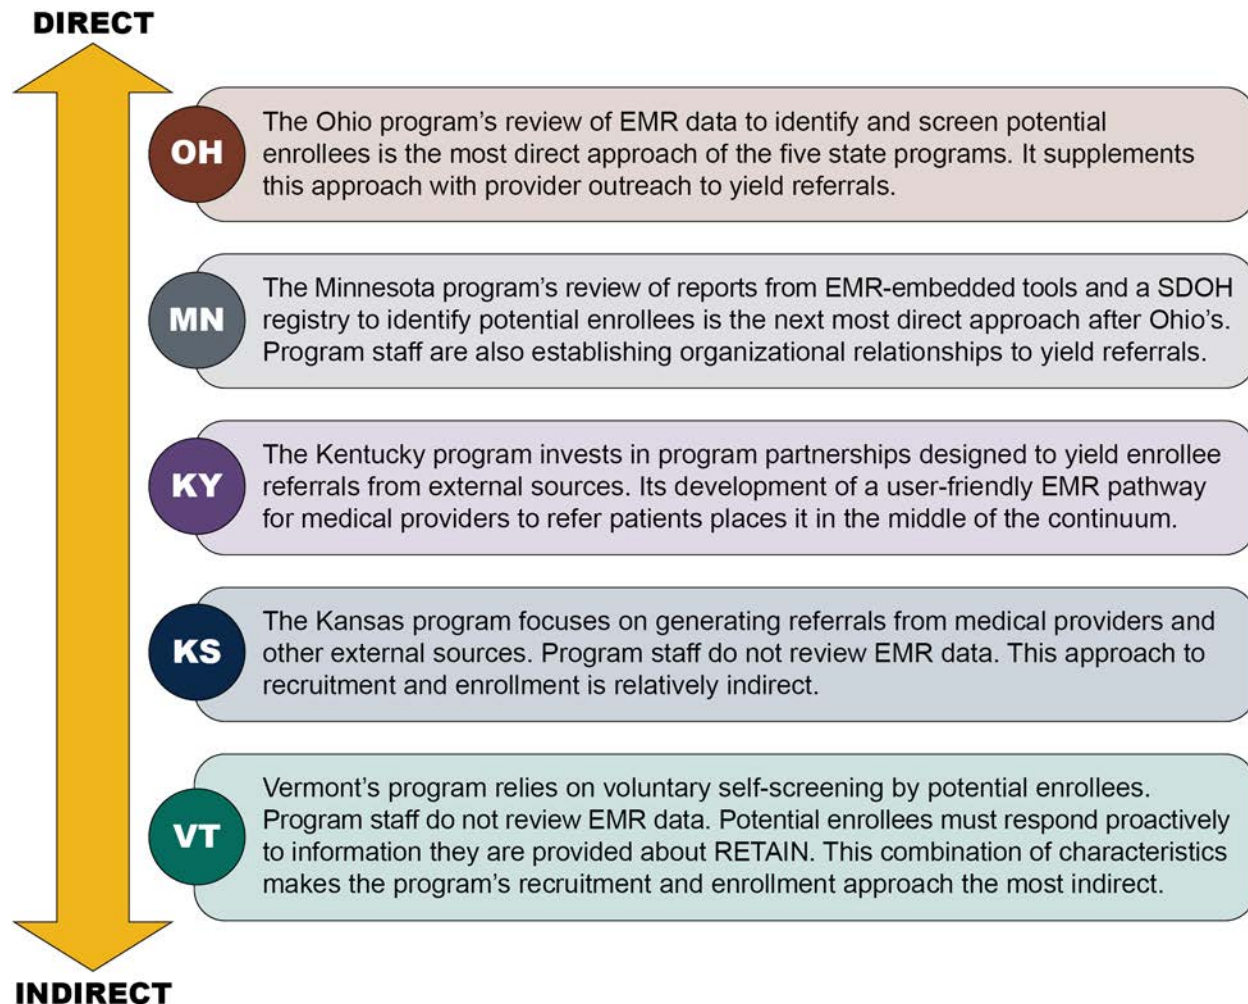 DIRECT
OH
The Ohio program’s review of EMR data to identify and screen potential
enrollees is the most direct approach of the five state programs. It supplements
this approach with provider outreach to yield referrals.
MN
The Minnesota program’s review of reports from EMR-embedded tools and a SDOH
registry to identify potential enrollees is the next most direct approach after Ohio’s.
Program staff are also establishing organizational relationships to yield referrals.
KY
The Kentucky program invests in program partnerships designed to yield enrollee
referrals from external sources. Its development of a user-friendly EMR pathway
for medical providers to refer patients places it in the middle of the continuum.
KS
The Kansas program focuses on generating referrals from medical providers and
other external sources. Program staff do not review EMR data. This approach to
recruitment and enrollment is relatively indirect.
VT
Vermont’s program relies on voluntary self-screening by potential enrollees.
Program staff do not review EMR data. Potential enrollees must respond proactively
to information they are provided about RETAIN. This combination of characteristics
makes the program’s recruitment and enrollment approach the most indirect.
INDIRECT